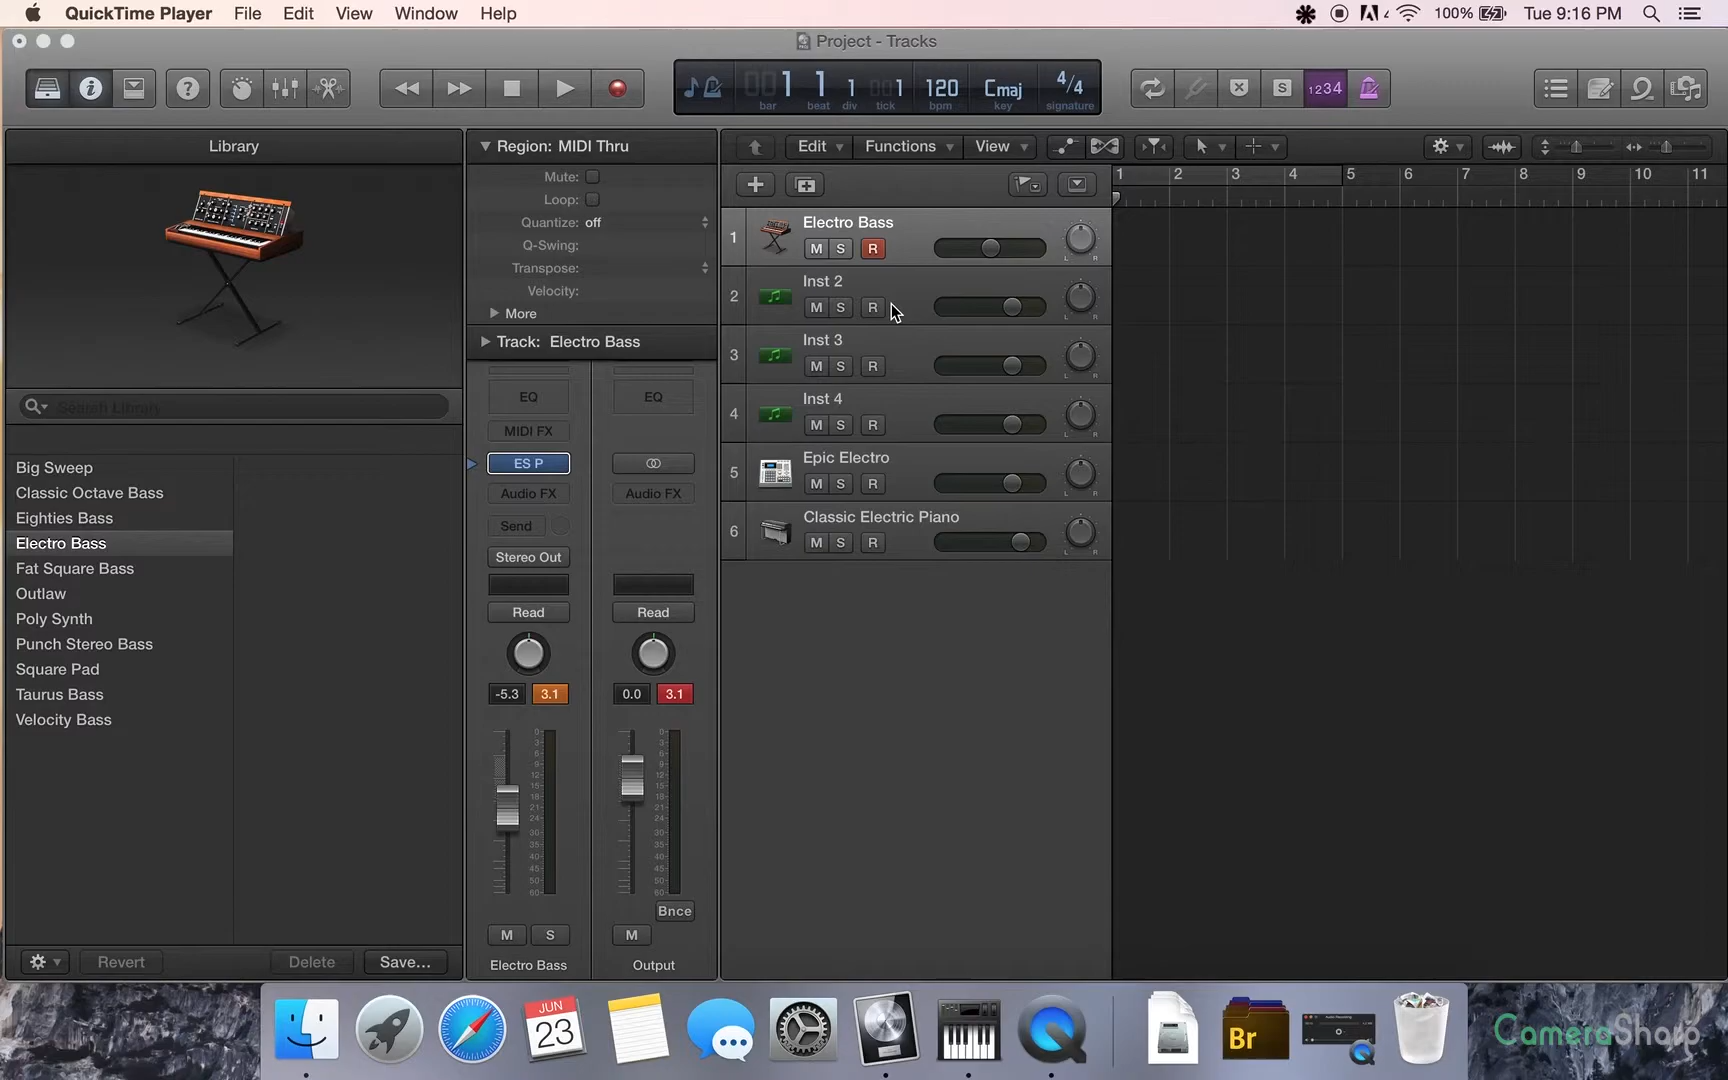 QuickTime Player File Edit View Window Help 4 100% Tue 9:16 PM
Project - Tracks
1234
001 1 1 001 120 Cmaj 4/4
bar beat div tick bpm key signature
Library
Search Library
Big Sweep
Classic Octave Bass
Eighties Bass
Electro Bass
Fat Square Bass
Outlaw
Poly Synth
Punch Stereo Bass
Square Pad
Taurus Bass
Velocity Bass
Revert Delete Save...
Region: MIDI Thru
Mute:
Loop:
Quantize: off
Q-Swing:
Transpose:
Velocity:
More
Track: Electro Bass
EQ EQ
MIDI FX
ES P
Audio FX Audio FX
Send
Stereo Out
Read Read
-5.3 3.1 0.0 3.1
Bnce
M S M
Electro Bass Output
Edit Functions View
S
1 2 3 4 5 6 7 8 9 10 11
1 Electro Bass
M S R L R
2 Inst 2
M S R L R
3 Inst 3
M S R L R
4 Inst 4
M S R L R
5 Epic Electro
M S R L R
6 Classic Electric Piano
M S R L R
JUN
23
Br
CameraSharp